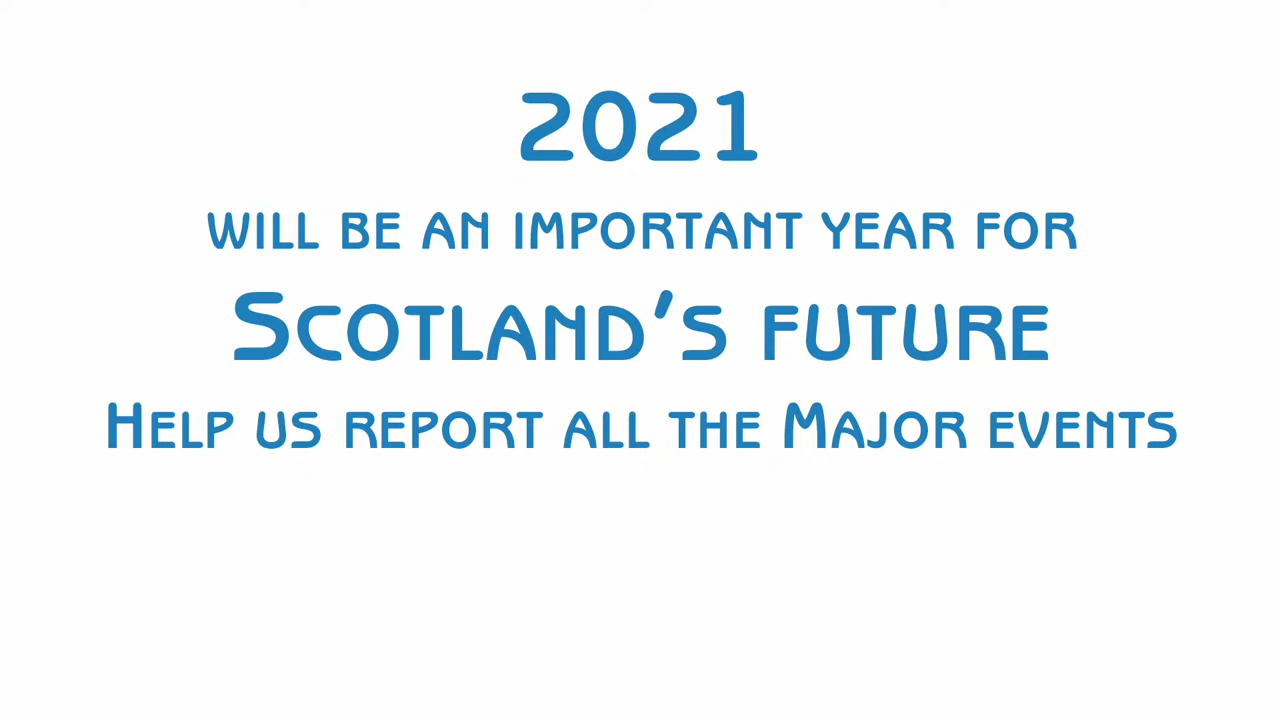 2021
will be an important year for
Scotland's future
Help us report all the Major events